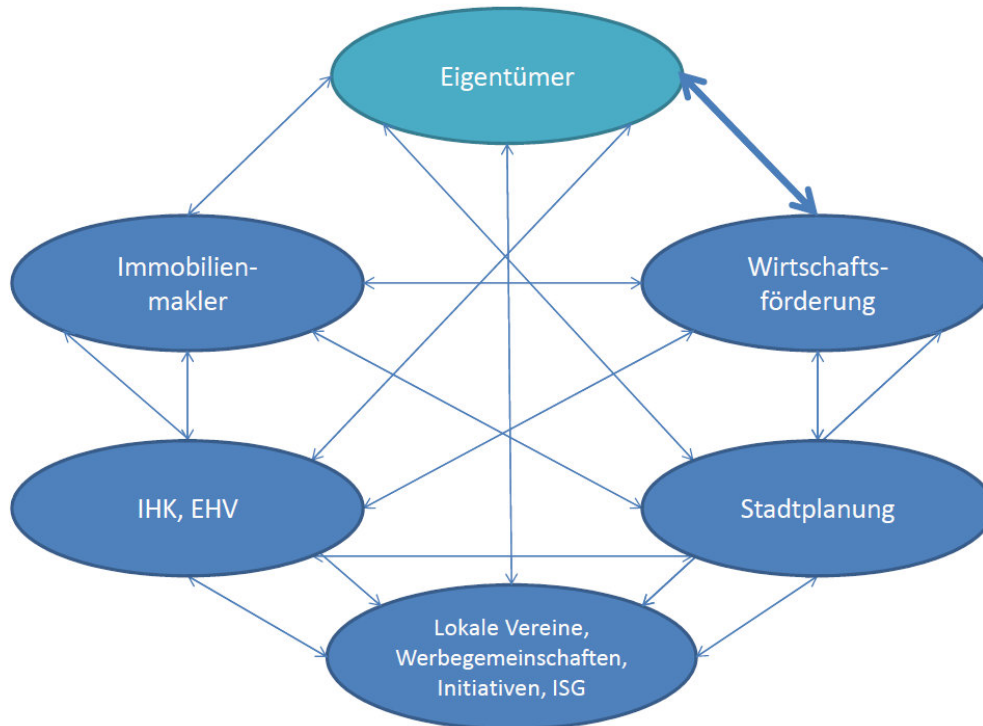 Eigentümer
Immobilien-
makler
Wirtschafts-
förderung
IHK, EHV
Stadtplanung
Lokale Vereine,
Werbegemeinschaften,
Initiativen, ISG